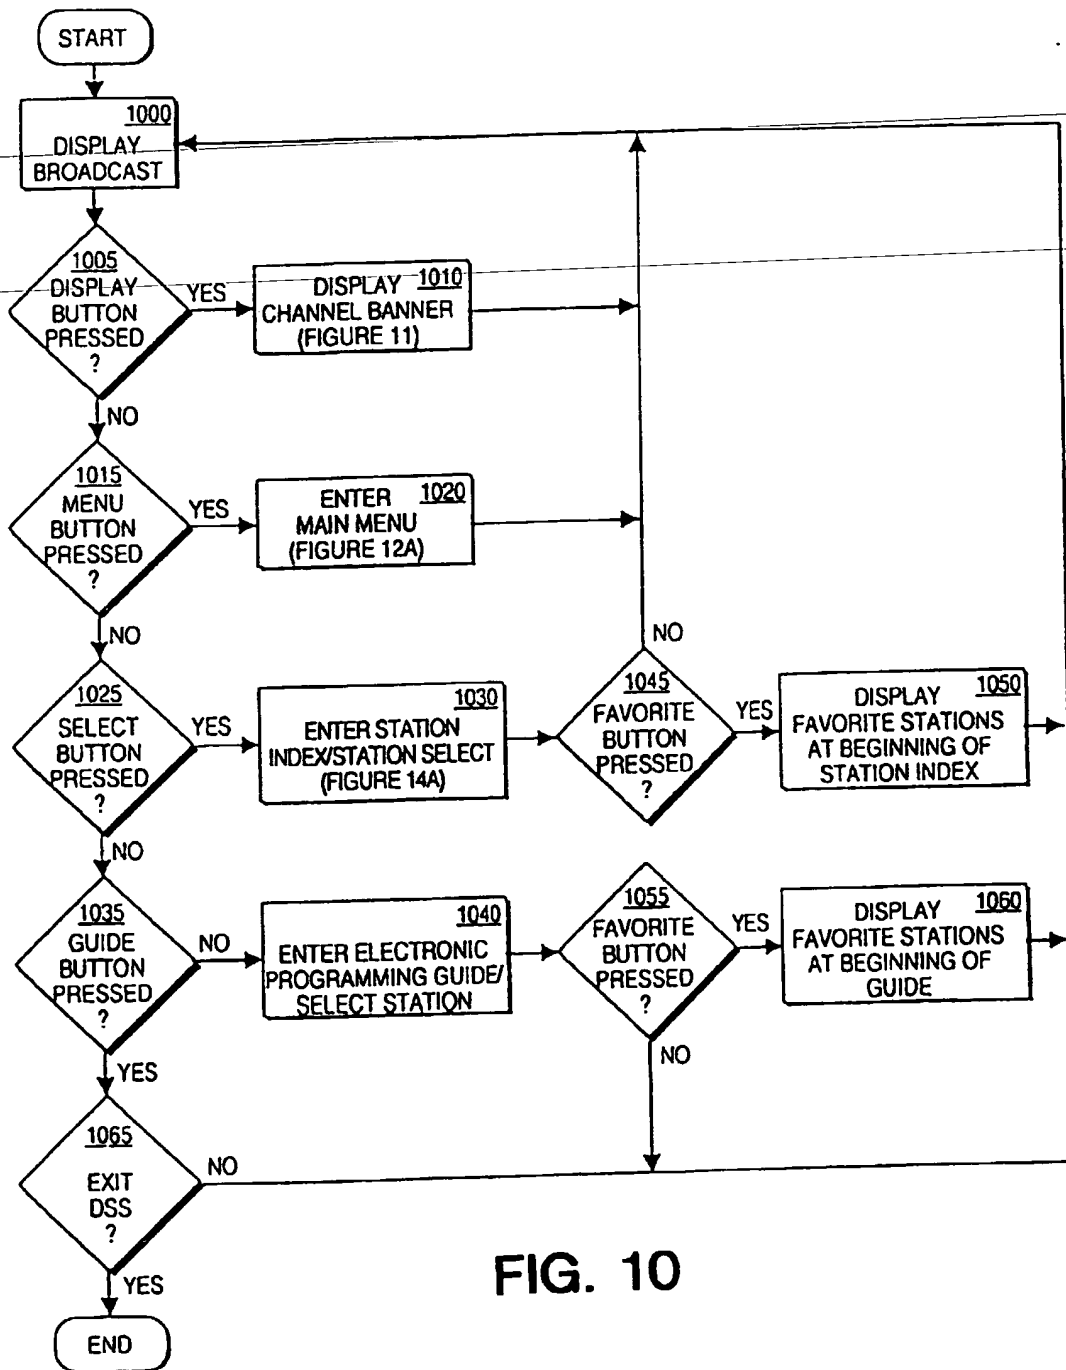 START
1000
DISPLAY
BROADCAST
1005
DISPLAY
BUTTON
PRESSED
?
YES
1010
DISPLAY
CHANNEL BANNER
(FIGURE 11)
NO
1015
MENU
BUTTON
PRESSED
?
YES
1020
ENTER
MAIN MENU
(FIGURE 12A)
NO
1025
SELECT
BUTTON
PRESSED
?
YES
1030
ENTER STATION
INDEX/STATION SELECT
(FIGURE 14A)
NO
1045
FAVORITE
BUTTON
PRESSED
?
YES
1050
DISPLAY
FAVORITE STATIONS
AT BEGINNING OF
STATION INDEX
NO
1035
GUIDE
BUTTON
PRESSED
?
NO
1040
ENTER ELECTRONIC
PROGRAMMING GUIDE/
SELECT STATION
1055
FAVORITE
BUTTON
PRESSED
?
YES
1060
DISPLAY
FAVORITE STATIONS
AT BEGINNING OF
GUIDE
NO
YES
1065
EXIT
DSS
?
NO
YES
END
FIG. 10